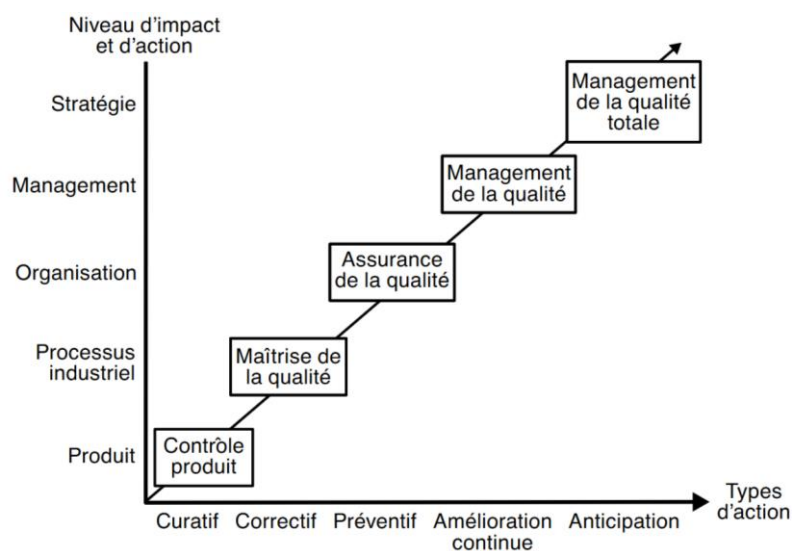 Niveau d'impact
et d'action
Stratégie
Management
de la qualité
totale
Management
Management
de la qualité
Organisation
Assurance
de la qualité
Processus
industriel
Maîtrise de
la qualité
Produit
Contrôle
produit
Types
d'action
Curatif
Correctif
Préventif
Amélioration
continue
Anticipation